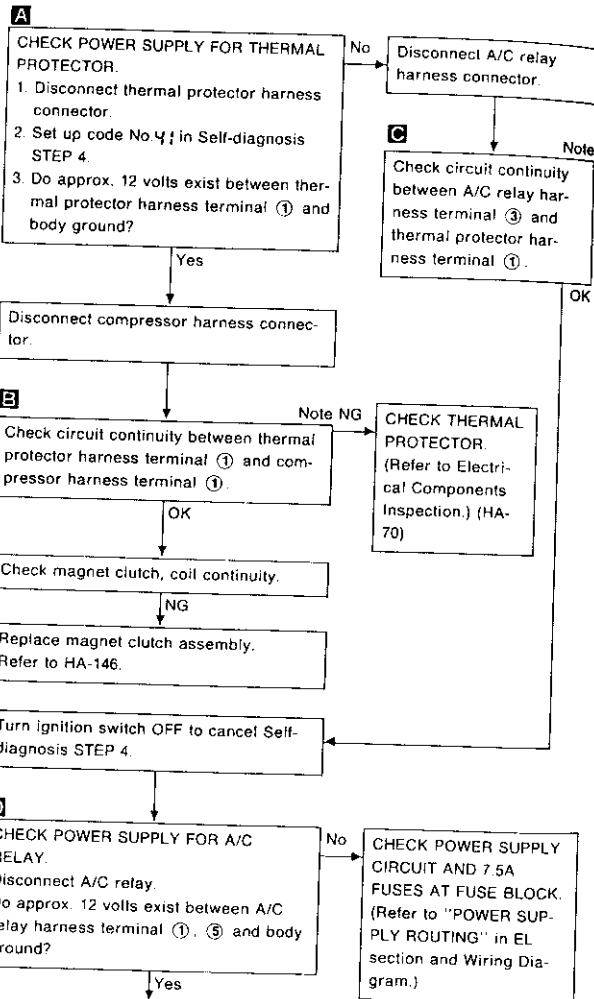 A
CHECK POWER SUPPLY FOR THERMAL
PROTECTOR.
1. Disconnect thermal protector harness
connector.
2. Set up code No. 41 in Self-diagnosis
STEP 4.
3. Do approx. 12 volts exist between ther-
mal protector harness terminal ① and
body ground?
No
Disconnect A/C relay
harness connector.
C
Note
Check circuit continuity
between A/C relay har-
ness terminal ③ and
thermal protector har-
ness terminal ①.
OK
Yes
Disconnect compressor harness connec-
tor.
B
Note NG
Check circuit continuity between thermal
protector harness terminal ① and com-
pressor harness terminal ①.
CHECK THERMAL
PROTECTOR.
(Refer to Electri-
cal Components
Inspection.) (HA-
70)
OK
Check magnet clutch, coil continuity.
NG
Replace magnet clutch assembly.
Refer to HA-146.
Turn ignition switch OFF to cancel Self-
diagnosis STEP 4.
CHECK POWER SUPPLY FOR A/C
RELAY.
Disconnect A/C relay.
Do approx. 12 volts exist between A/C
relay harness terminal ①, ⑤ and body
ground?
No
CHECK POWER SUPPLY
CIRCUIT AND 7.5A
FUSES AT FUSE BLOCK.
(Refer to "POWER SUP-
PLY ROUTING" in EL
section and Wiring Dia-
gram.)
Yes